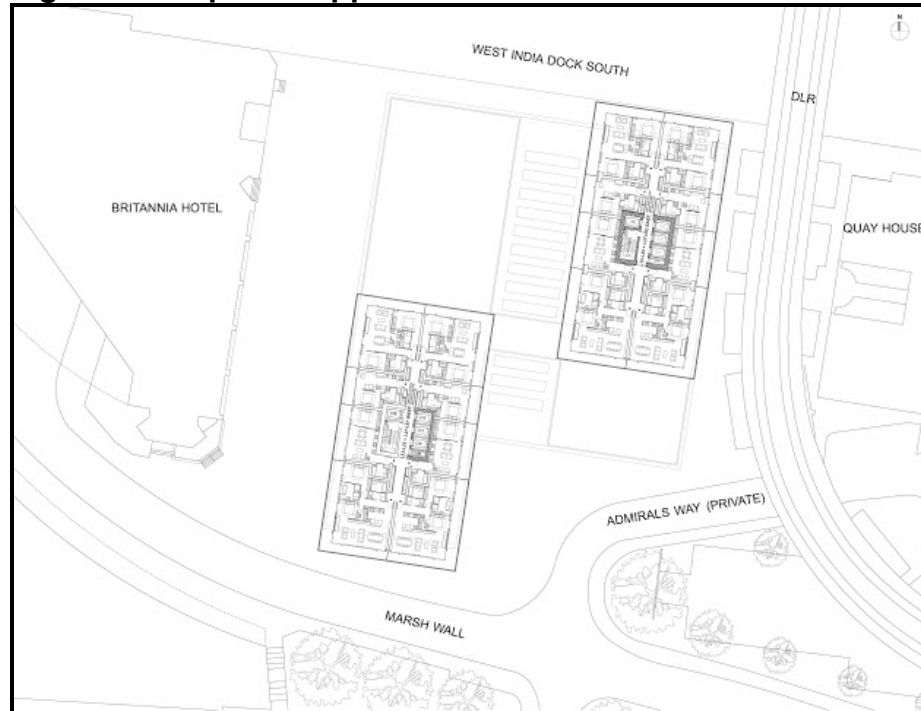 N
WEST INDIA DOCK SOUTH
DLR
BRITANNIA HOTEL
QUAY HOUSE
ADMIRALS WAY (PRIVATE)
MARSH WALL